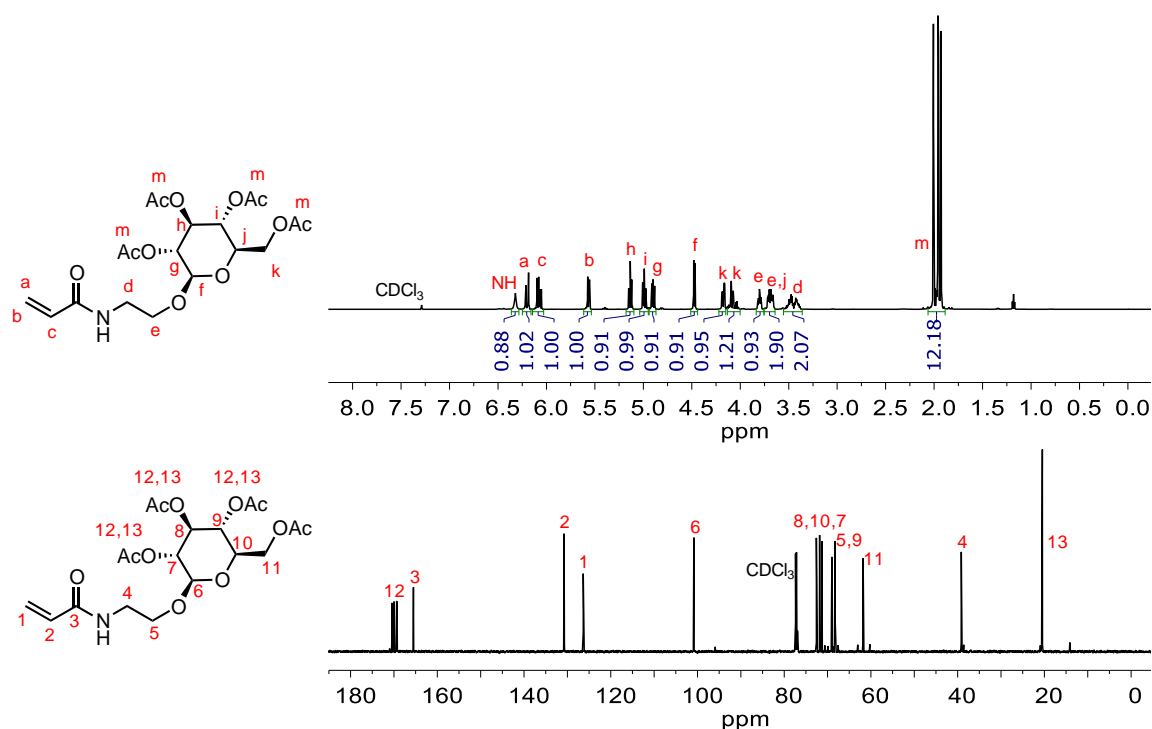 m
m
AcO
OAc
m
i
h
OAc
m
j
AcO
O
k
g
f
a
O
d
O
N
H
b
c
e
CDCl3
NH
a
c
b
h
i
g
f
k
k
e
e,j
d
m
0.88
1.02
1.00
1.00
0.91
0.99
0.91
0.91
0.95
1.21
0.93
1.90
2.07
12.18
8.0 7.5 7.0 6.5 6.0 5.5 5.0 4.5 4.0 3.5 3.0 2.5 2.0 1.5 1.0 0.5 0.0
ppm
12,13
12,13
AcO
OAc
9
12,13
8
10
OAc
AcO
O
11
7
6
O
4
O
N
H
1
2
3
5
12
3
2
1
6
CDCl3
8,10,7
5,9
11
4
13
180 160 140 120 100 80 60 40 20 0
ppm